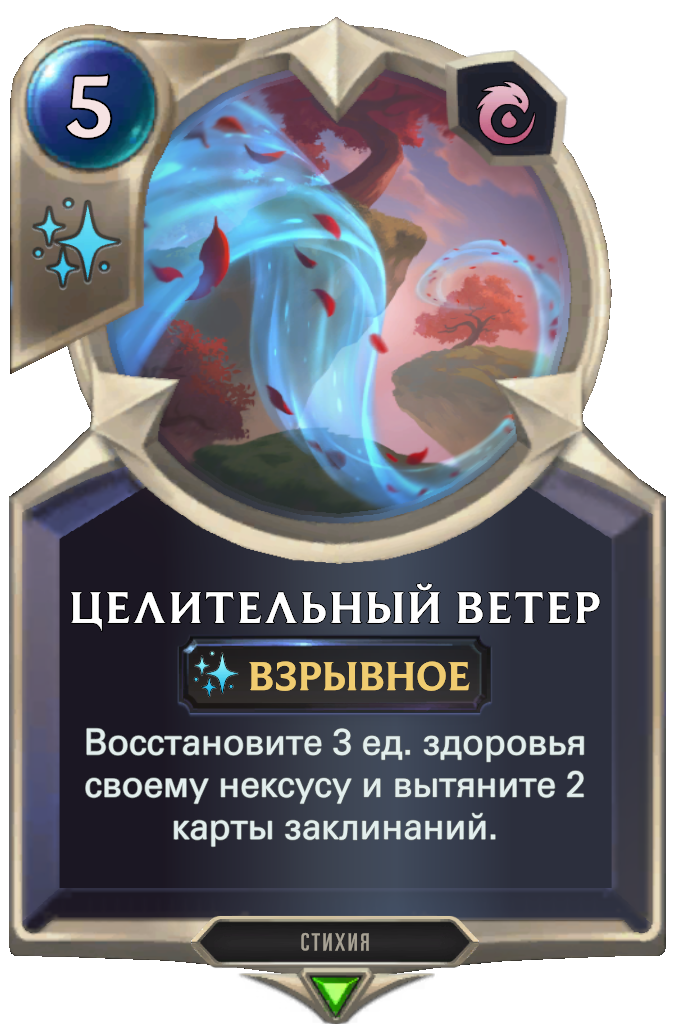 5
ЦЕЛИТЕЛЬНЫЙ ВЕТЕР
ВЗРЫВНОЕ
Восстановите 3 ед. здоровья
своему нексусу и вытяните 2
карты заклинаний.
СТИХИЯ